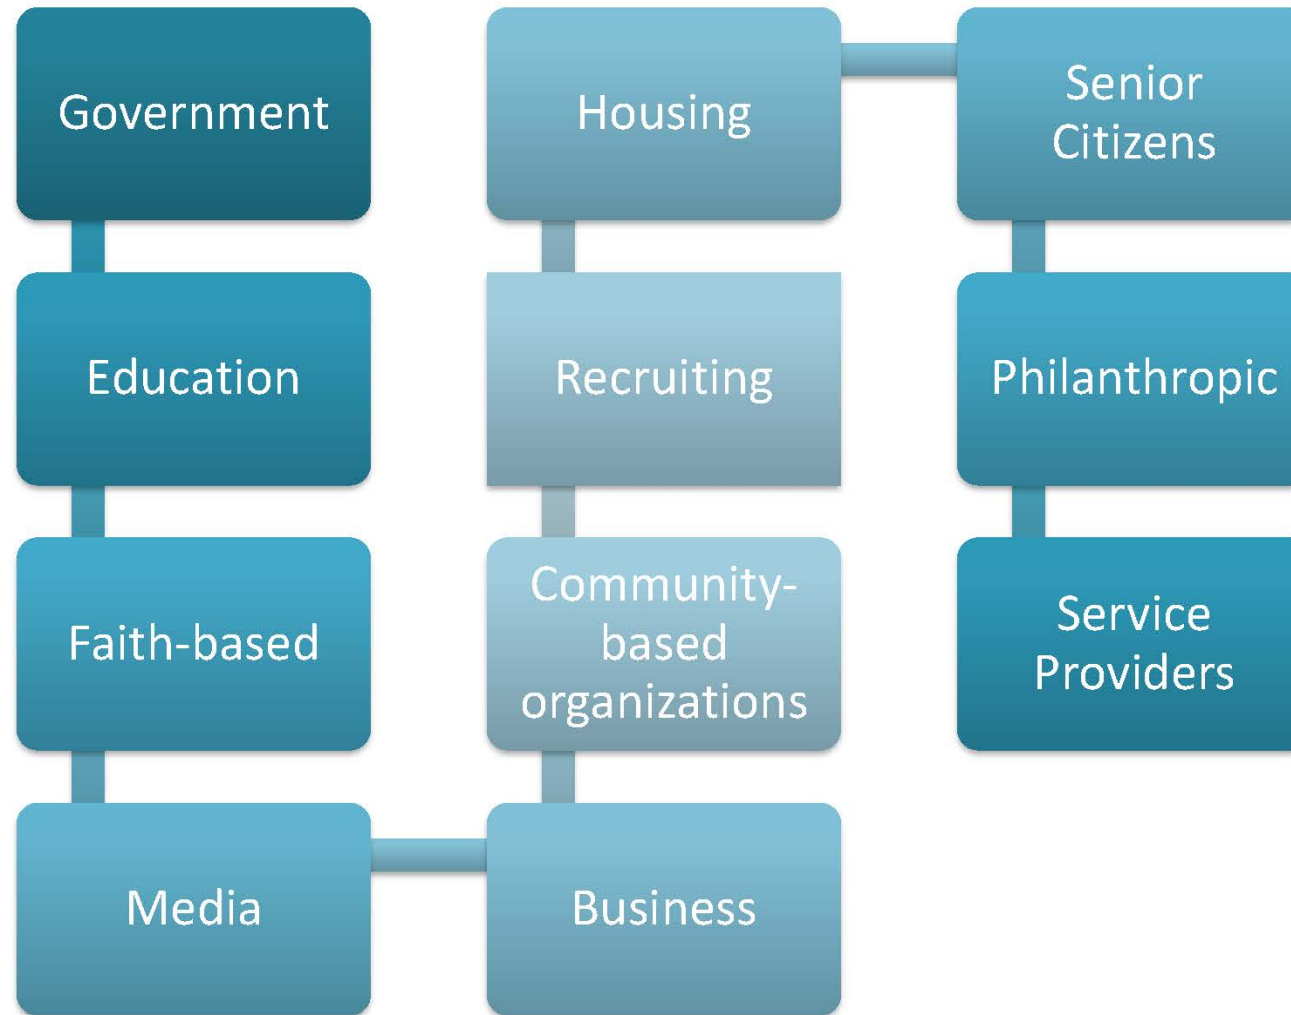 Government
Education
Faith-based
Media
Business
Community-
based
organizations
Recruiting
Housing
Senior
Citizens
Philanthropic
Service
Providers